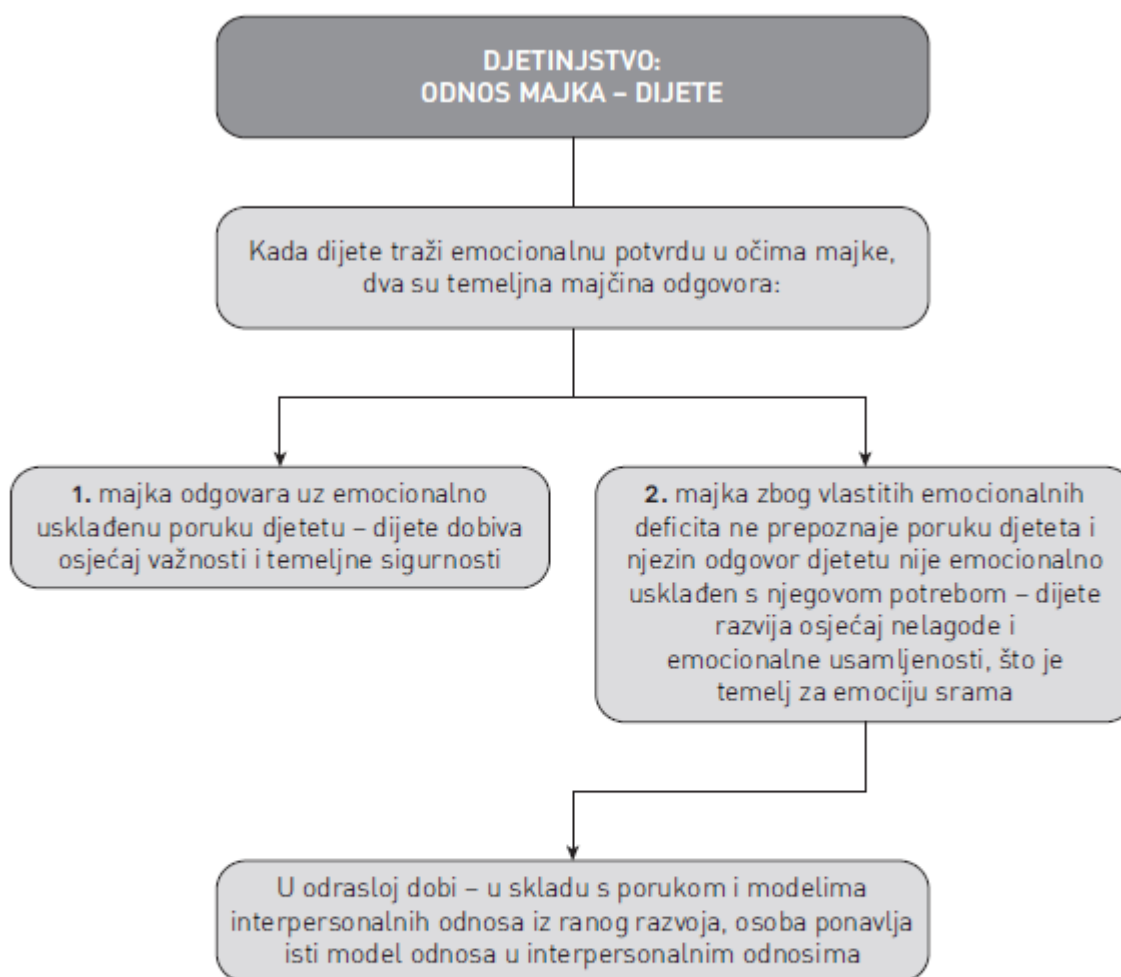 DJETINJSTVO:
ODNOS MAJKA – DIJETE
Kada dijete traži emocionalnu potvrdu u očima majke,
dva su temeljna majčina odgovora:
1. majka odgovara uz emocionalno
usklađenu poruku djetetu – dijete dobiva
osjećaj važnosti i temeljne sigurnosti
2. majka zbog vlastitih emocionalnih
deficita ne prepoznaje poruku djeteta i
njezin odgovor djetetu nije emocionalno
usklađen s njegovom potrebom – dijete
razvija osjećaj nelagode i
emocionalne usamljenosti, što je
temelj za emociju srama
U odrasloj dobi – u skladu s porukom i modelima
interpersonalnih odnosa iz ranog razvoja, osoba ponavlja
isti model odnosa u interpersonalnim odnosima